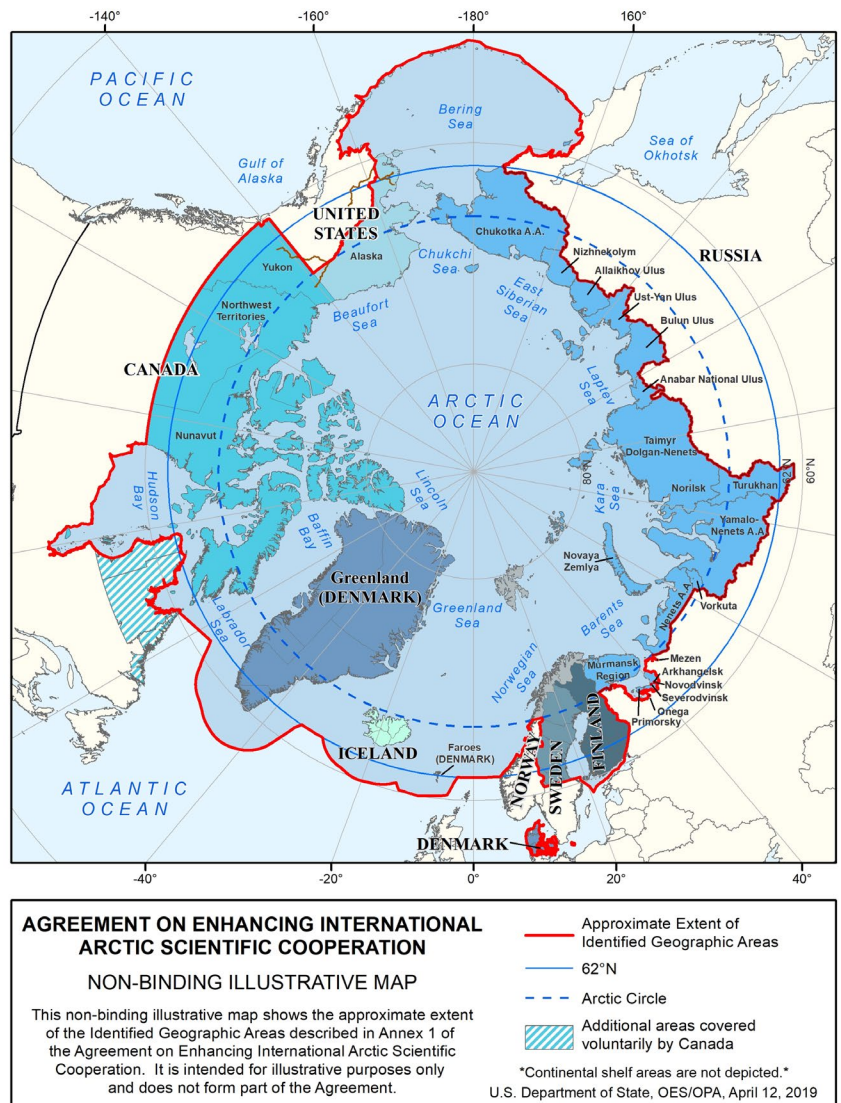 -140°
-160°
-180°
160°
140°
PACIFIC
OCEAN
Bering
Sea
Sea of
Okhotsk
Gulf of
Alaska
UNITED
STATES
Alaska
Chukchi
Sea
Chukotka A.A.
RUSSIA
Nizhnekolym
Allaikhov Ulus
Ust-Yan Ulus
Bulun Ulus
Anabar National Ulus
Yukon
Northwest
Territories
Beaufort
Sea
East
Siberian
Sea
Laptev
Sea
CANADA
ARCTIC
OCEAN
Nunavut
Taimyr
Dolgan-Nenets
Hudson
Bay
Baffin
Bay
Lincoln
Sea
80°N
Kara
Sea
Norilsk
Turukhan
62°N
60°N
Yamalo-
Nenets A.A.
Novaya
Zemlya
Greenland
(DENMARK)
Labrador
Sea
Greenland
Sea
Barents
Sea
Nenets A.A.
Vorkuta
Norwegian
Sea
Murmansk
Region
Mezen
Arkhangelsk
Novodvinsk
Severodvinsk
Onega
Primorsky
ICELAND
Faroes
(DENMARK)
NORWAY
SWEDEN
FINLAND
ATLANTIC
OCEAN
DENMARK
-40°
-20°
0°
20°
40°
AGREEMENT ON ENHANCING INTERNATIONAL
ARCTIC SCIENTIFIC COOPERATION
NON-BINDING ILLUSTRATIVE MAP
This non-binding illustrative map shows the approximate extent
of the Identified Geographic Areas described in Annex 1 of
the Agreement on Enhancing International Arctic Scientific
Cooperation. It is intended for illustrative purposes only
and does not form part of the Agreement.
Approximate Extent of
Identified Geographic Areas
62°N
Arctic Circle
Additional areas covered
voluntarily by Canada
*Continental shelf areas are not depicted.*
U.S. Department of State, OES/OPA, April 12, 2019